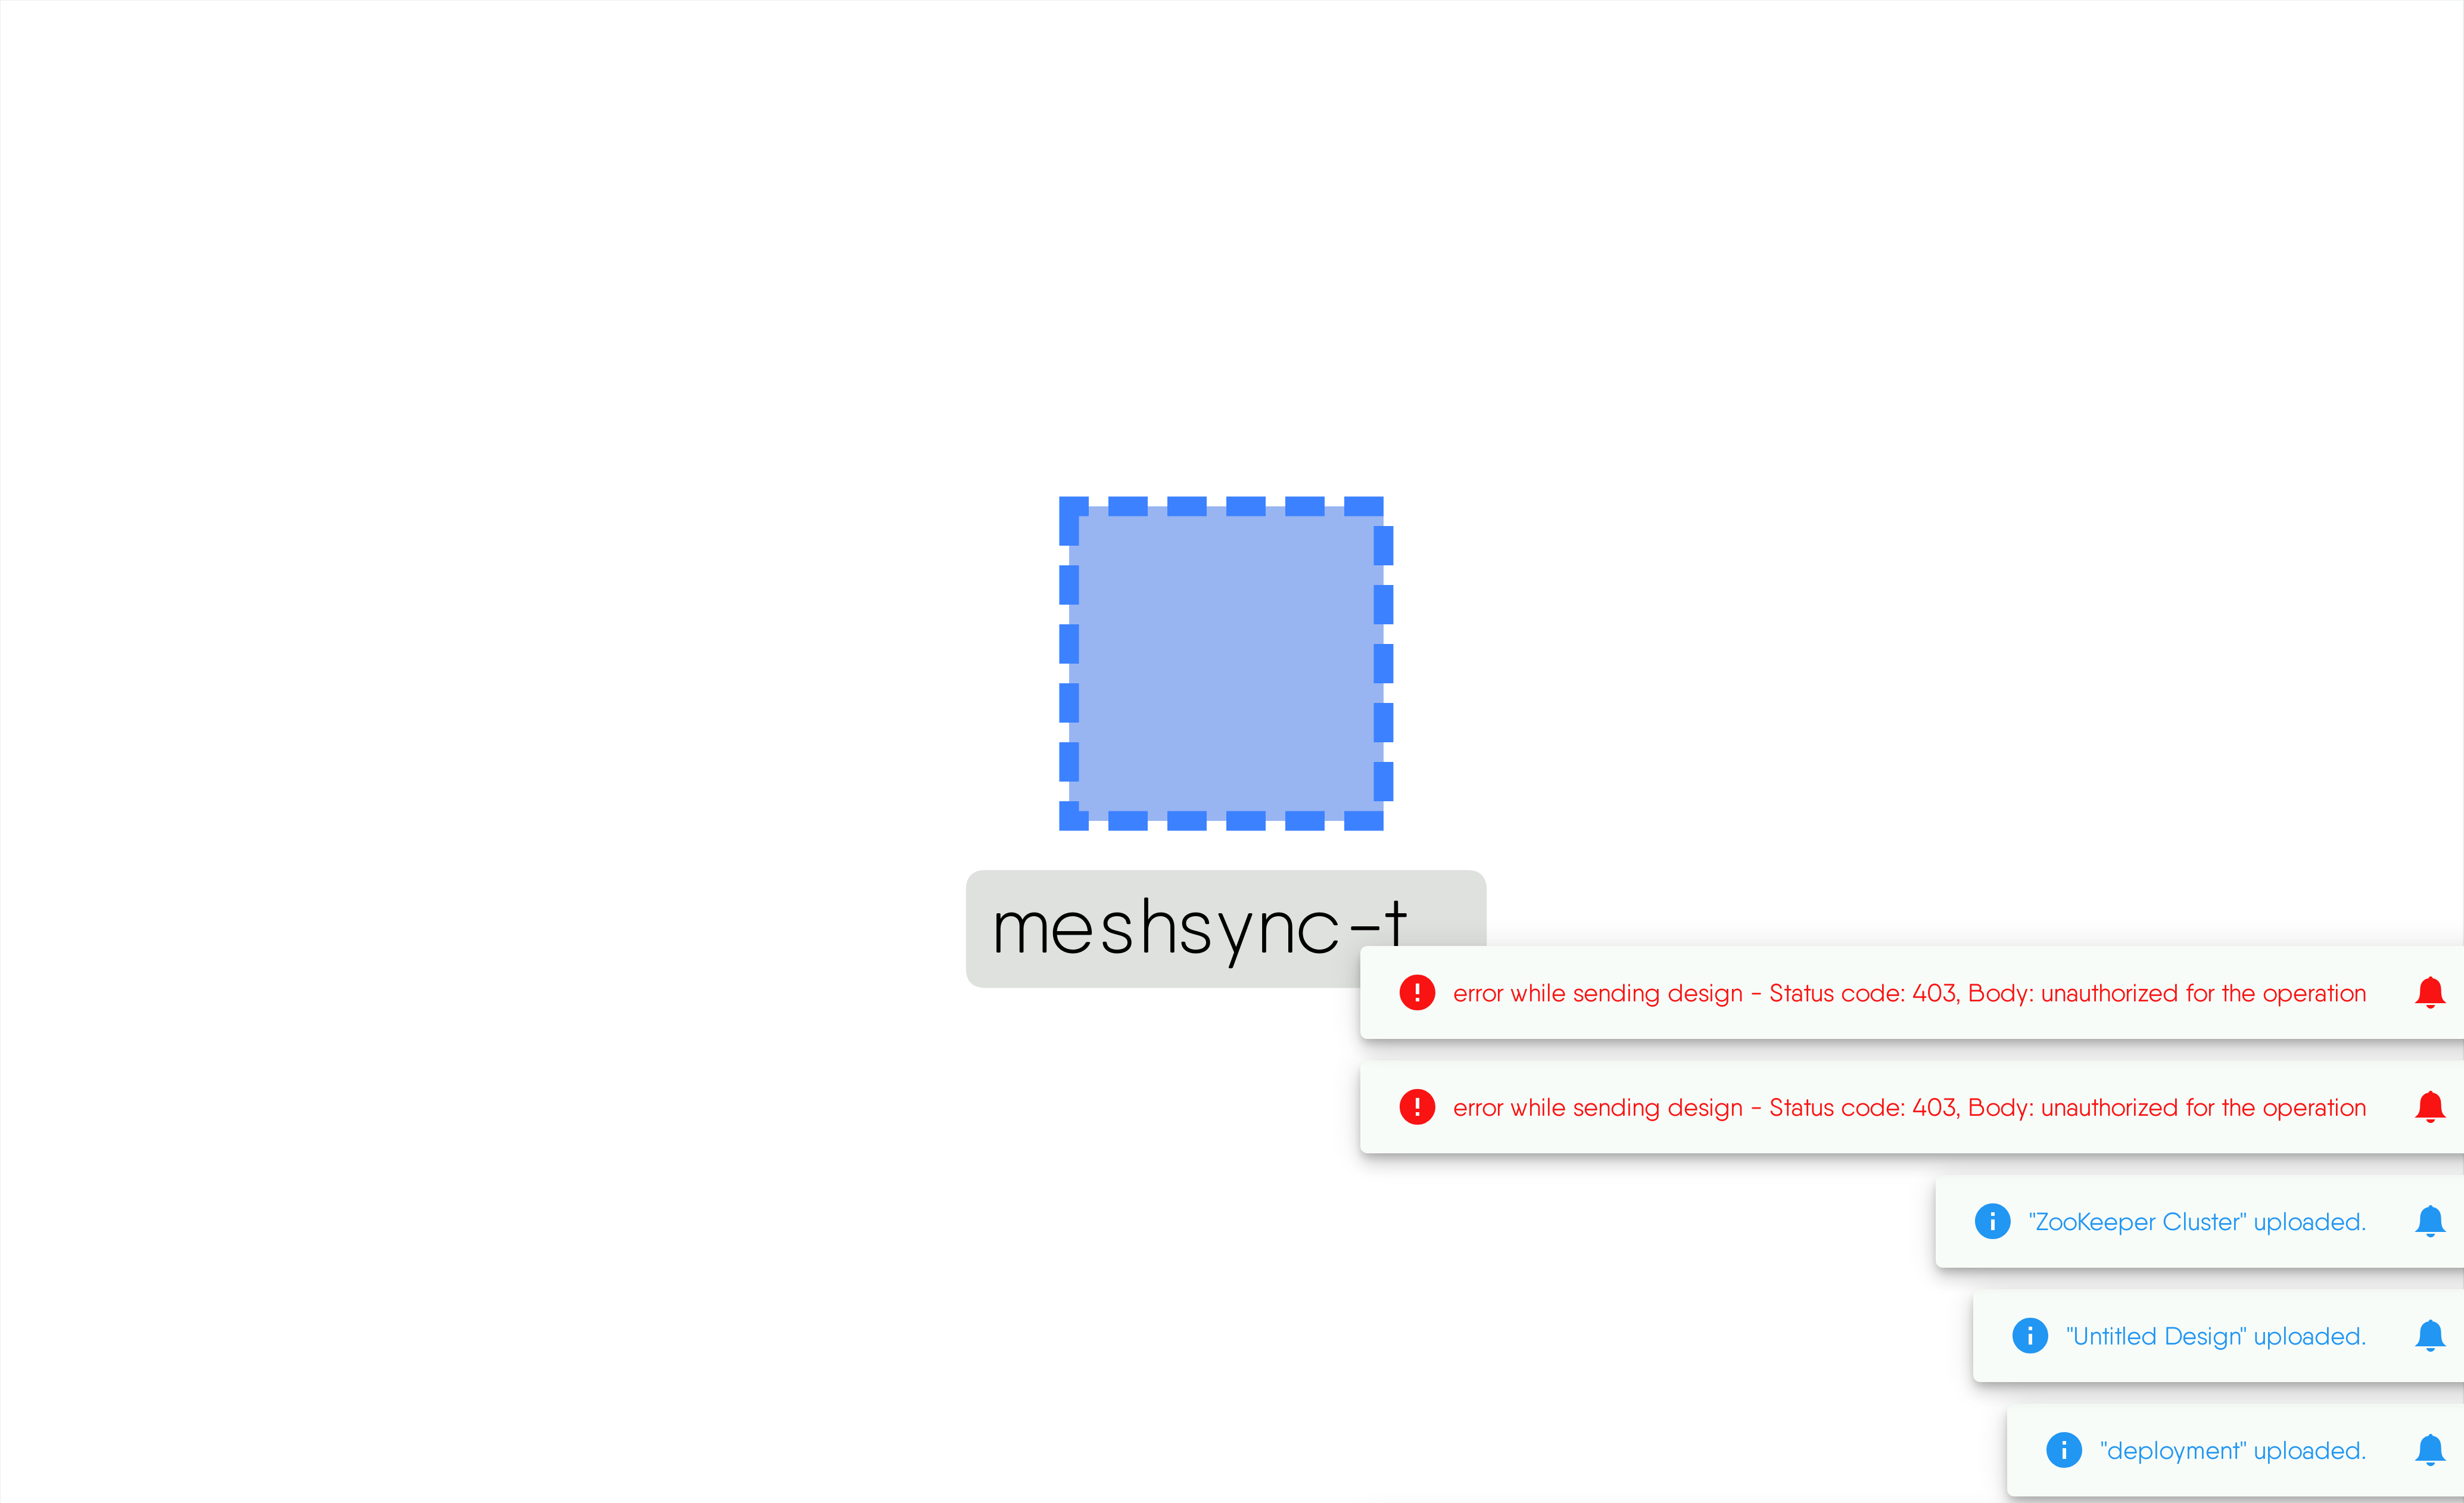 meshsync-t
error while sending design - Status code: 403, Body: unauthorized for the operation
error while sending design - Status code: 403, Body: unauthorized for the operation
"ZooKeeper Cluster" uploaded.
"Untitled Design" uploaded.
"deployment" uploaded.